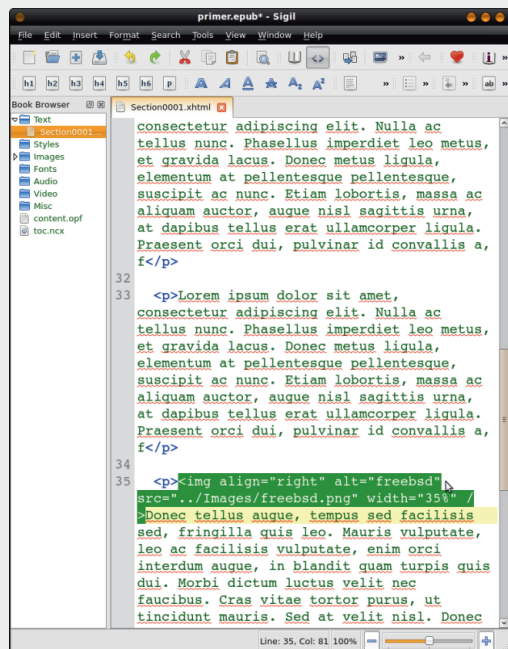 primer.epub* - Sigil
File Edit Insert Format Search Tools View Window Help
h1 h2 h3 h4 h5 h6 p A A A A A₂ A² ab
Book Browser
Section0001.xhtml
Text
Section0001
Styles
Images
Fonts
Audio
Video
Misc
content.opf
toc.ncx
consectetur adipiscing elit. Nulla ac
tellus nunc. Phasellus imperdiet leo metus,
et gravida lacus. Donec metus ligula,
elementum at pellentesque pellentesque,
suscipit ac nunc. Etiam lobortis, massa ac
aliquam auctor, augue nisl sagittis urna,
at dapibus tellus erat ullamcorper ligula.
Praesent orci dui, pulvinar id convallis a,
f</p>
32
33 <p>Lorem ipsum dolor sit amet,
consectetur adipiscing elit. Nulla ac
tellus nunc. Phasellus imperdiet leo metus,
et gravida lacus. Donec metus ligula,
elementum at pellentesque pellentesque,
suscipit ac nunc. Etiam lobortis, massa ac
aliquam auctor, augue nisl sagittis urna,
at dapibus tellus erat ullamcorper ligula.
Praesent orci dui, pulvinar id convallis a,
f</p>
34
35 <p><img align="right" alt="freebsd"
src="../Images/freebsd.png" width="35%" /
>Donec tellus augue, tempus sed facilisis
sed, fringilla quis leo. Mauris vulputate,
leo ac facilisis vulputate, enim orci
interdum augue, in blandit quam turpis quis
dui. Morbi dictum luctus velit nec
faucibus. Cras vitae tortor purus, ut
tincidunt mauris. Sed at velit nisl. Donec
Line: 35, Col: 81 100%